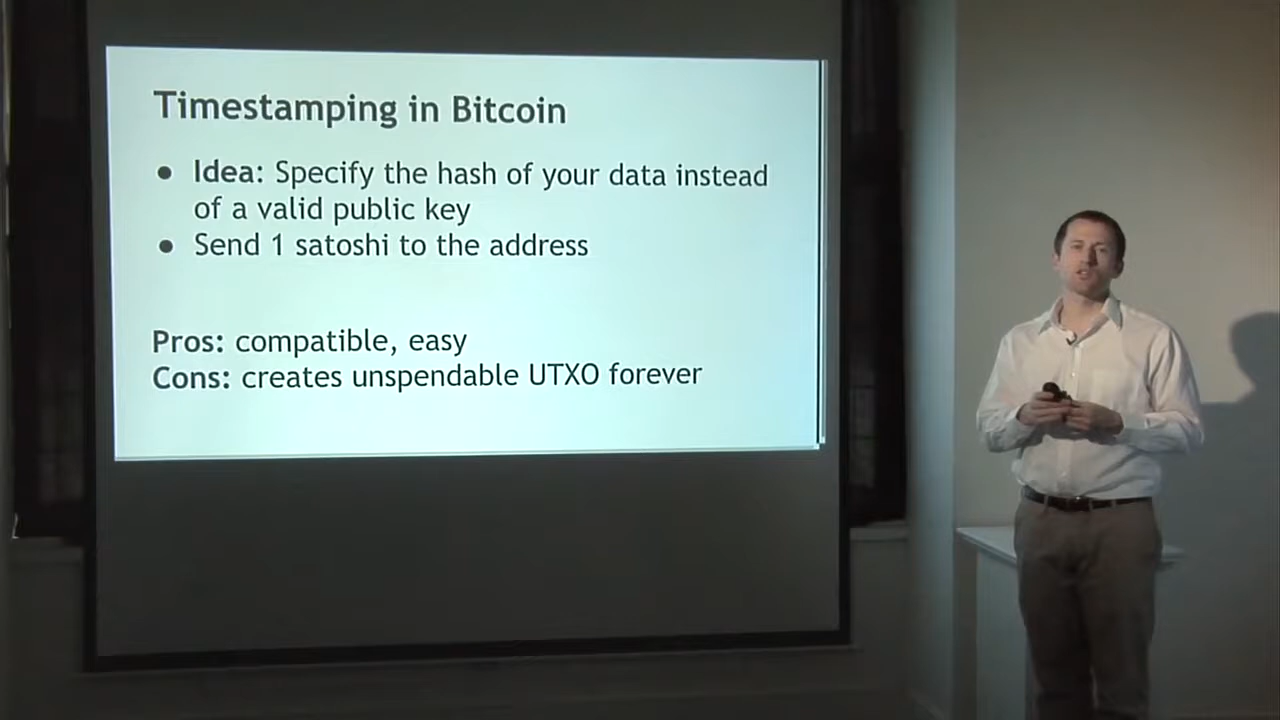 Timestamping in Bitcoin
● Idea: Specify the hash of your data instead
of a valid public key
● Send 1 satoshi to the address
Pros: compatible, easy
Cons: creates unspendable UTXO forever